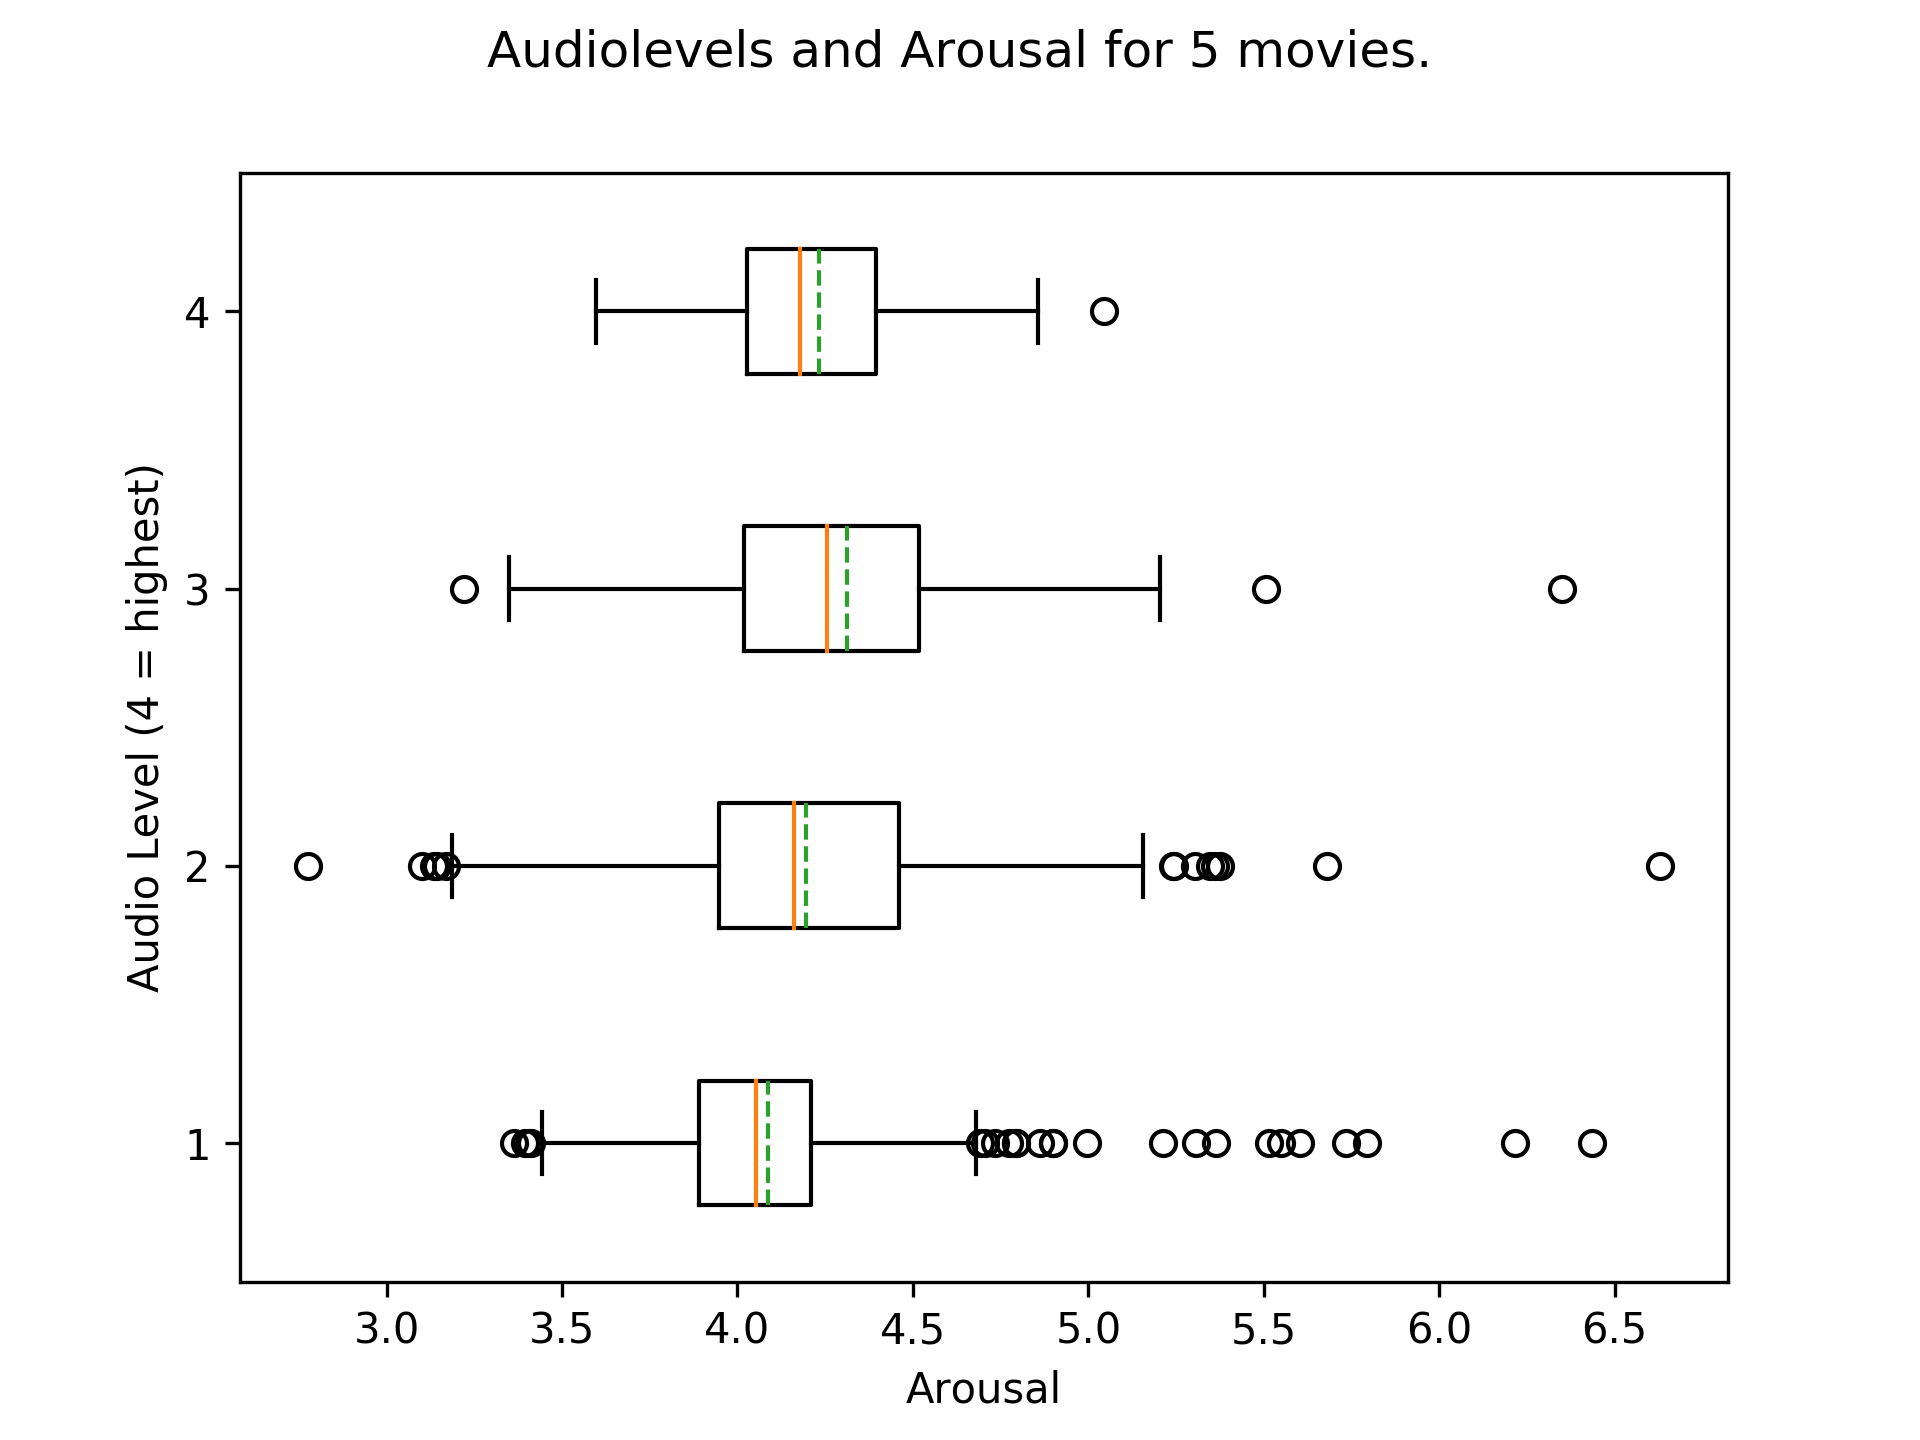 Audiolevels and Arousal for 5 movies.
Audio Level (4 = highest)
4
3
2
1
3.0 3.5 4.0 4.5 5.0 5.5 6.0 6.5
Arousal